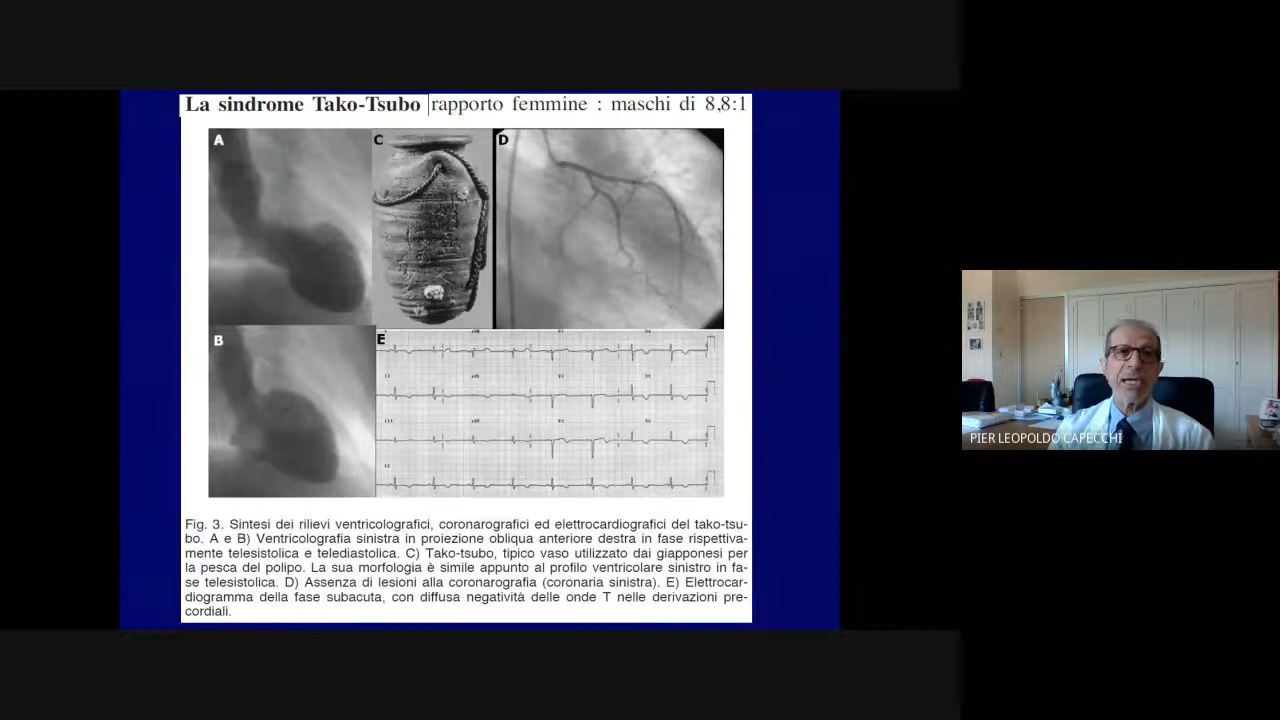 La sindrome Tako-Tsubo rapporto femmine : maschi di 8,8:1
A
C
D
B
E
Fig. 3. Sintesi dei rilievi ventricolografici, coronarografici ed elettrocardiografici del tako-tsu-
bo. A e B) Ventricolografia sinistra in proiezione obliqua anteriore destra in fase rispettiva-
mente telesistolica e telediastolica. C) Tako-tsubo, tipico vaso utilizzato dai giapponesi per
la pesca del polipo. La sua morfologia è simile appunto al profilo ventricolare sinistro in fa-
se telesistolica. D) Assenza di lesioni alla coronarografia (coronaria sinistra). E) Elettrocar-
diogramma della fase subacuta, con diffusa negatività delle onde T nelle derivazioni pre-
cordiali.
PIER LEOPOLDO CAPECCHI